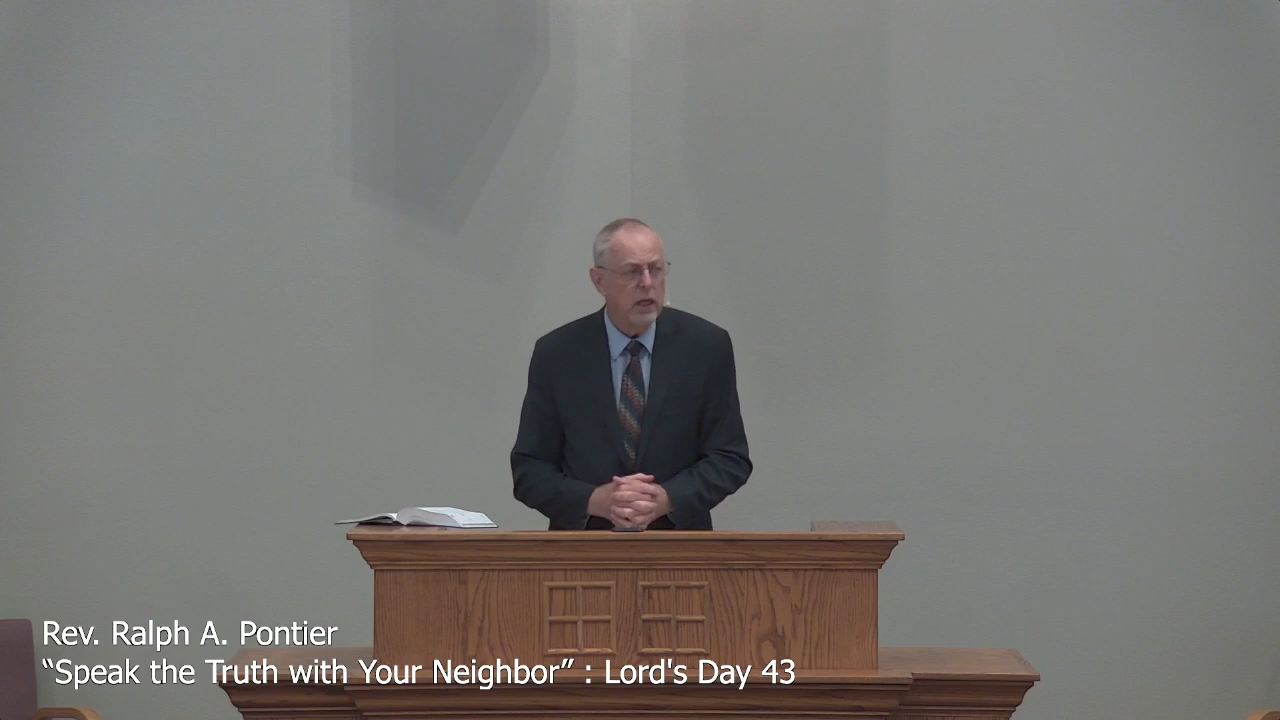 Rev. Ralph A. Pontier
“Speak the Truth with Your Neighbor” : Lord's Day 43